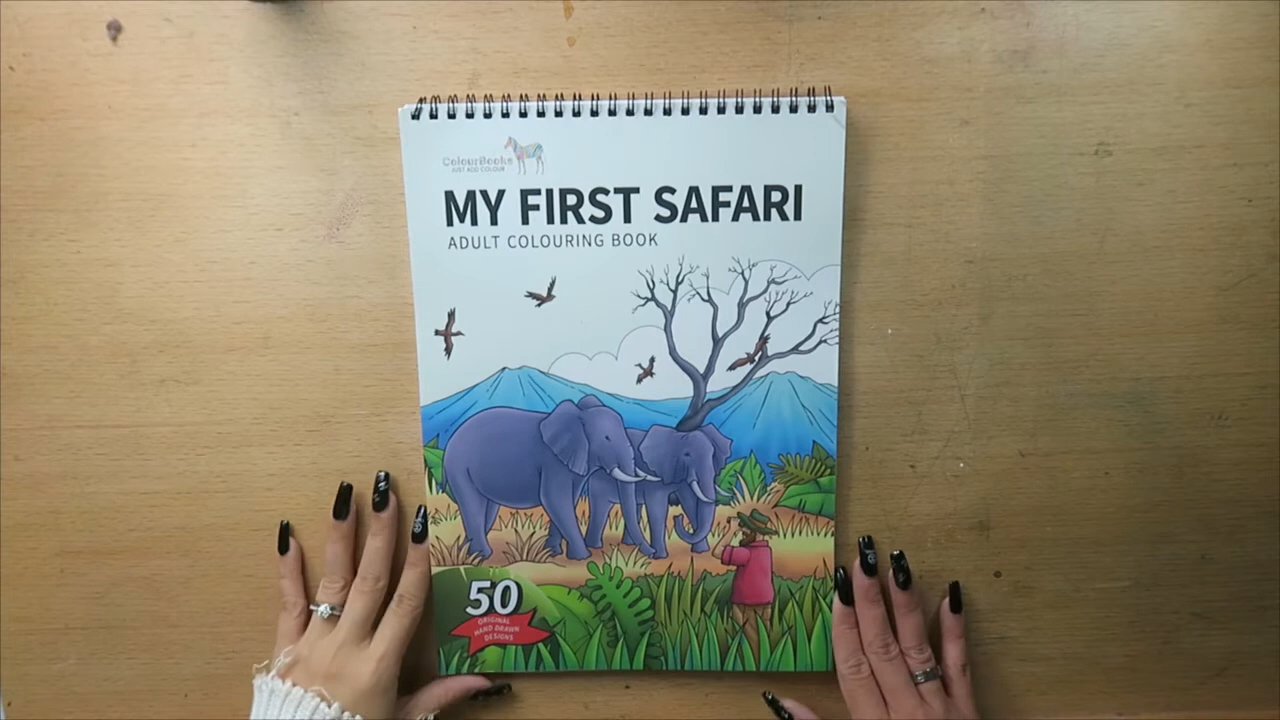 ColourBooks
JUST ADD COLOUR
MY FIRST SAFARI
ADULT COLOURING BOOK
50
ORIGINAL
HAND DRAWN
DESIGNS